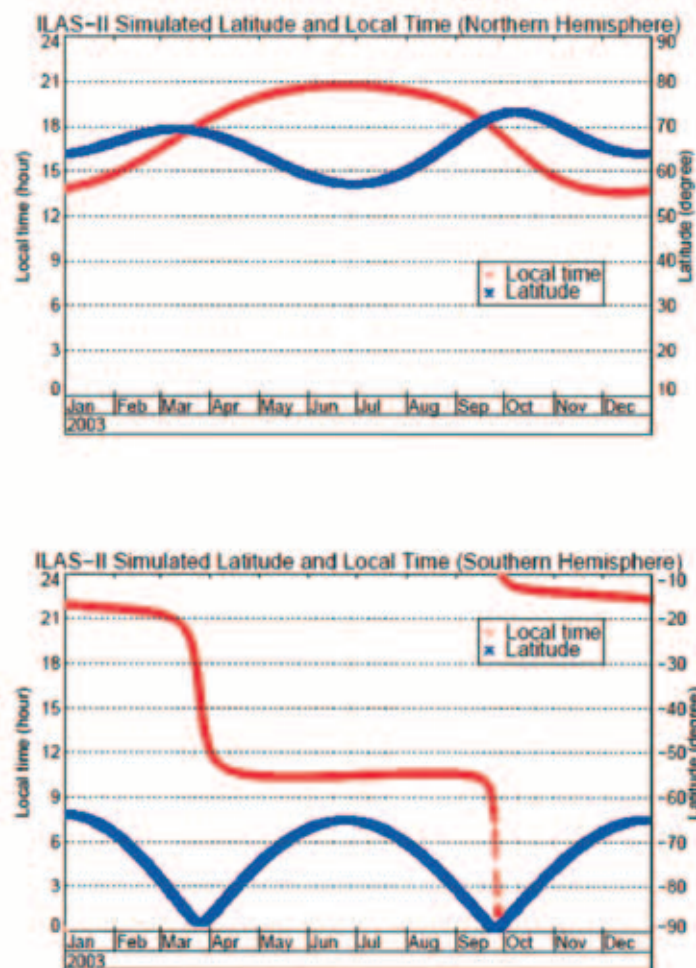 ILAS-II Simulated Latitude and Local Time (Northern Hemisphere)
24 90
21 80
18 70
15 60
12 50
9 40
6 30
3 20
0 10
Local time (hour)
Latitude (degree)
Local time
Latitude
Jan Feb Mar Apr May Jun Jul Aug Sep Oct Nov Dec
2003
ILAS-II Simulated Latitude and Local Time (Southern Hemisphere)
24 -10
21 -20
18 -30
15 -40
12 -50
9 -60
6 -70
3 -80
0 -90
Local time (hour)
Latitude (degree)
Local time
Latitude
Jan Feb Mar Apr May Jun Jul Aug Sep Oct Nov Dec
2003